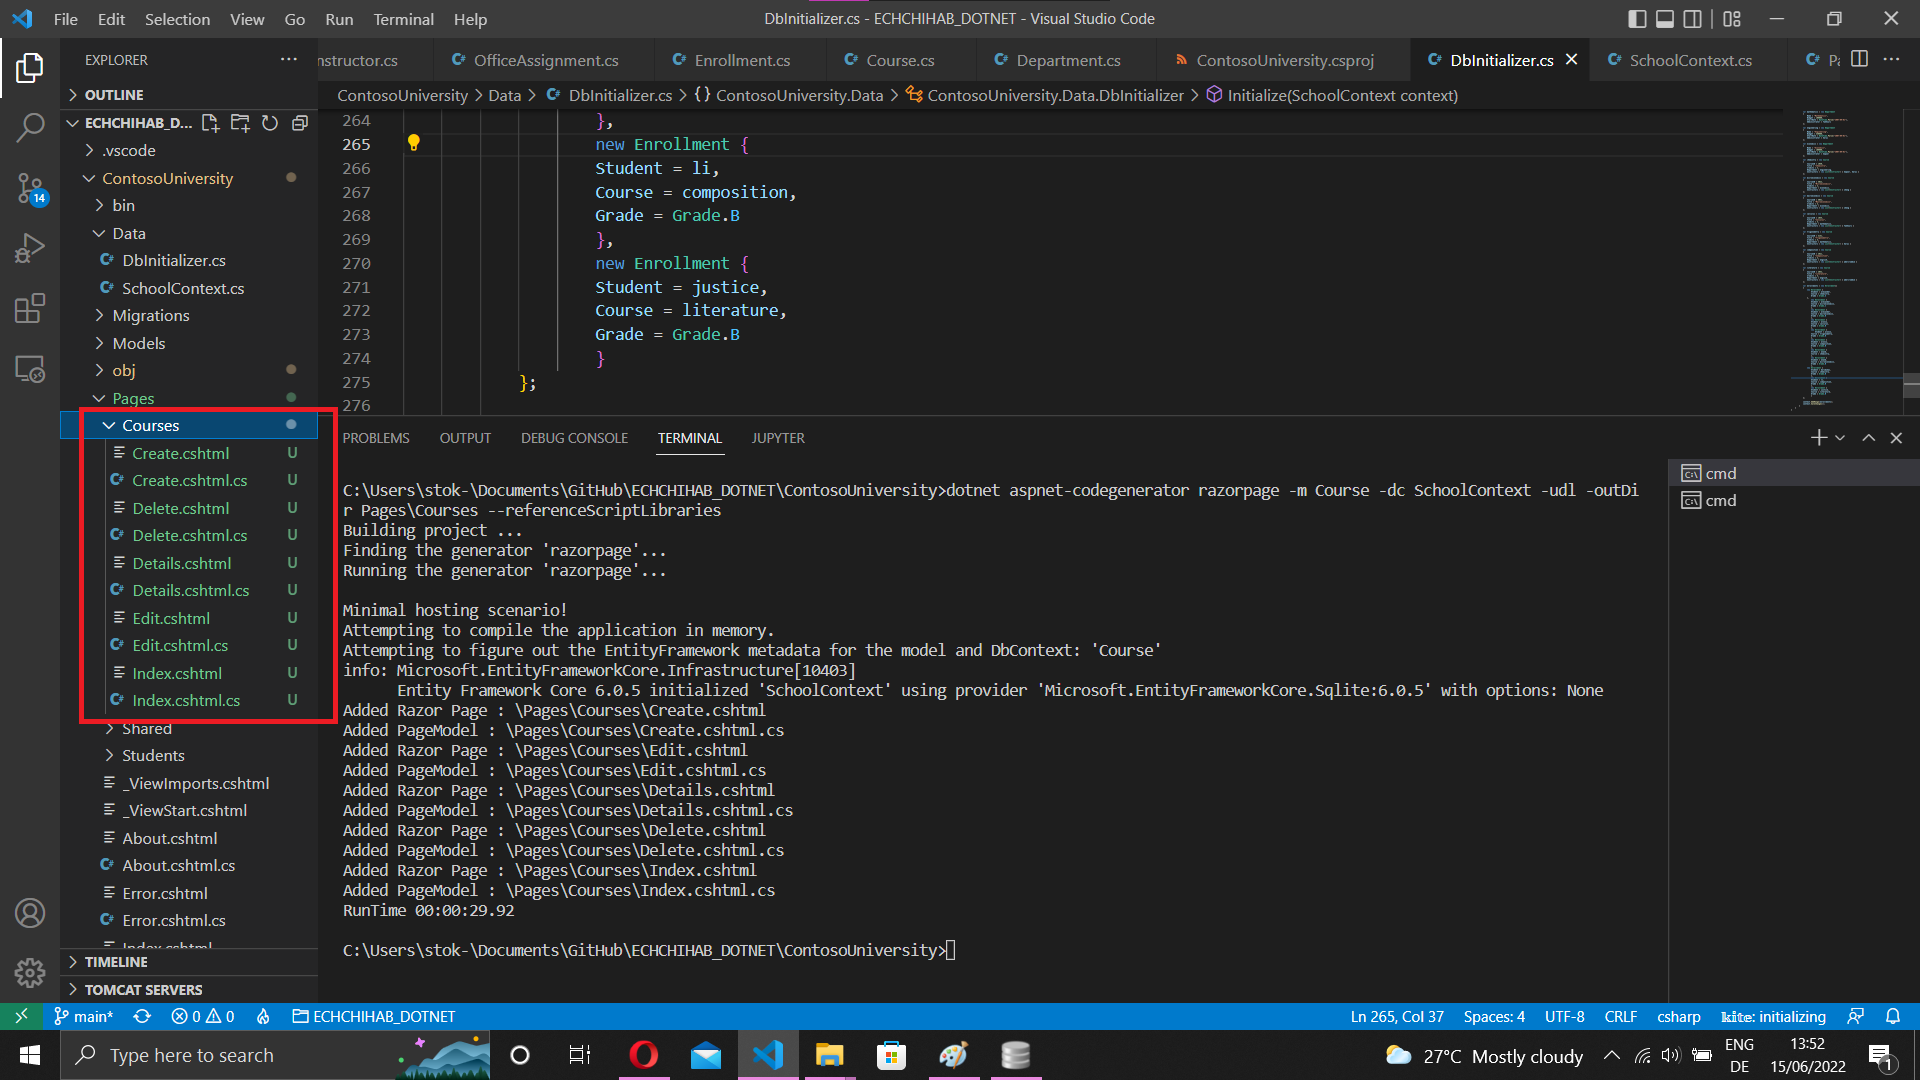 File Edit Selection View Go Run Terminal Help
DbInitializer.cs - ECHCHIHAB_DOTNET - Visual Studio Code
EXPLORER
nstructor.cs OfficeAssignment.cs Enrollment.cs Course.cs Department.cs ContosoUniversity.csproj DbInitializer.cs SchoolContext.cs
OUTLINE
ContosoUniversity > Data > DbInitializer.cs > {} ContosoUniversity.Data > ContosoUniversity.Data.DbInitializer > Initialize(SchoolContext context)
ECHCHIHAB_D...
.vscode
ContosoUniversity
14
bin
Data
DbInitializer.cs
SchoolContext.cs
Migrations
Models
obj
Pages
Courses
Create.cshtml U
Create.cshtml.cs U
Delete.cshtml U
Delete.cshtml.cs U
Details.cshtml U
Details.cshtml.cs U
Edit.cshtml U
Edit.cshtml.cs U
Index.cshtml U
Index.cshtml.cs U
Shared
Students
_ViewImports.cshtml
_ViewStart.cshtml
About.cshtml
About.cshtml.cs
Error.cshtml
Error.cshtml.cs
Index.cshtml
TIMELINE
TOMCAT SERVERS
264 },
265 new Enrollment {
266 Student = li,
267 Course = composition,
268 Grade = Grade.B
269 },
270 new Enrollment {
271 Student = justice,
272 Course = literature,
273 Grade = Grade.B
274 }
275 };
276
PROBLEMS OUTPUT DEBUG CONSOLE TERMINAL JUPYTER
cmd
cmd
C:\Users\stok-\Documents\GitHub\ECHCHIHAB_DOTNET\ContosoUniversity>dotnet aspnet-codegenerator razorpage -m Course -dc SchoolContext -udl -outDi
r Pages\Courses --referenceScriptLibraries
Building project ...
Finding the generator 'razorpage'...
Running the generator 'razorpage'...
Minimal hosting scenario!
Attempting to compile the application in memory.
Attempting to figure out the EntityFramework metadata for the model and DbContext: 'Course'
info: Microsoft.EntityFrameworkCore.Infrastructure[10403]
Entity Framework Core 6.0.5 initialized 'SchoolContext' using provider 'Microsoft.EntityFrameworkCore.Sqlite:6.0.5' with options: None
Added Razor Page : \Pages\Courses\Create.cshtml
Added PageModel : \Pages\Courses\Create.cshtml.cs
Added Razor Page : \Pages\Courses\Edit.cshtml
Added PageModel : \Pages\Courses\Edit.cshtml.cs
Added Razor Page : \Pages\Courses\Details.cshtml
Added PageModel : \Pages\Courses\Details.cshtml.cs
Added Razor Page : \Pages\Courses\Delete.cshtml
Added PageModel : \Pages\Courses\Delete.cshtml.cs
Added Razor Page : \Pages\Courses\Index.cshtml
Added PageModel : \Pages\Courses\Index.cshtml.cs
RunTime 00:00:29.92
C:\Users\stok-\Documents\GitHub\ECHCHIHAB_DOTNET\ContosoUniversity>
main* 0 0 ECHCHIHAB_DOTNET Ln 265, Col 37 Spaces: 4 UTF-8 CRLF csharp kite: initializing
Type here to search
27°C Mostly cloudy
ENG
DE
13:52
15/06/2022
1